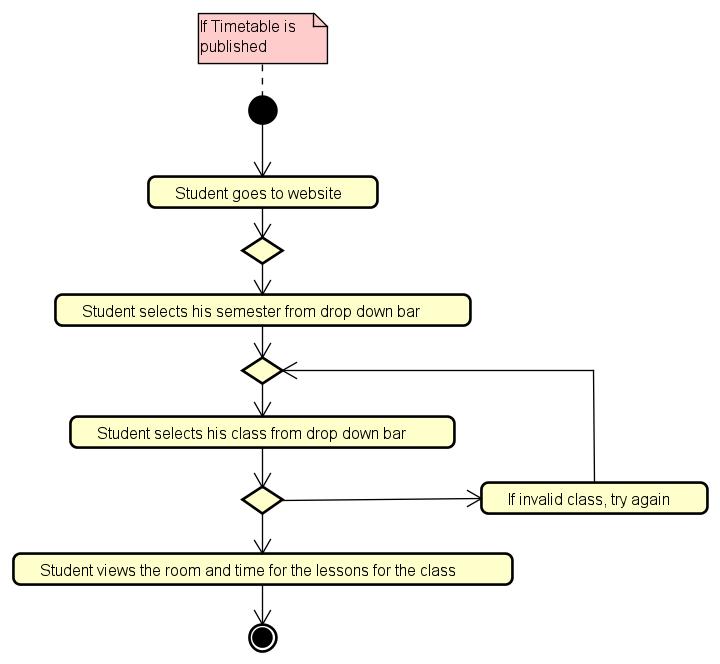 If Timetable is
published
Student goes to website
Student selects his semester from drop down bar
Student selects his class from drop down bar
If invalid class, try again
Student views the room and time for the lessons for the class